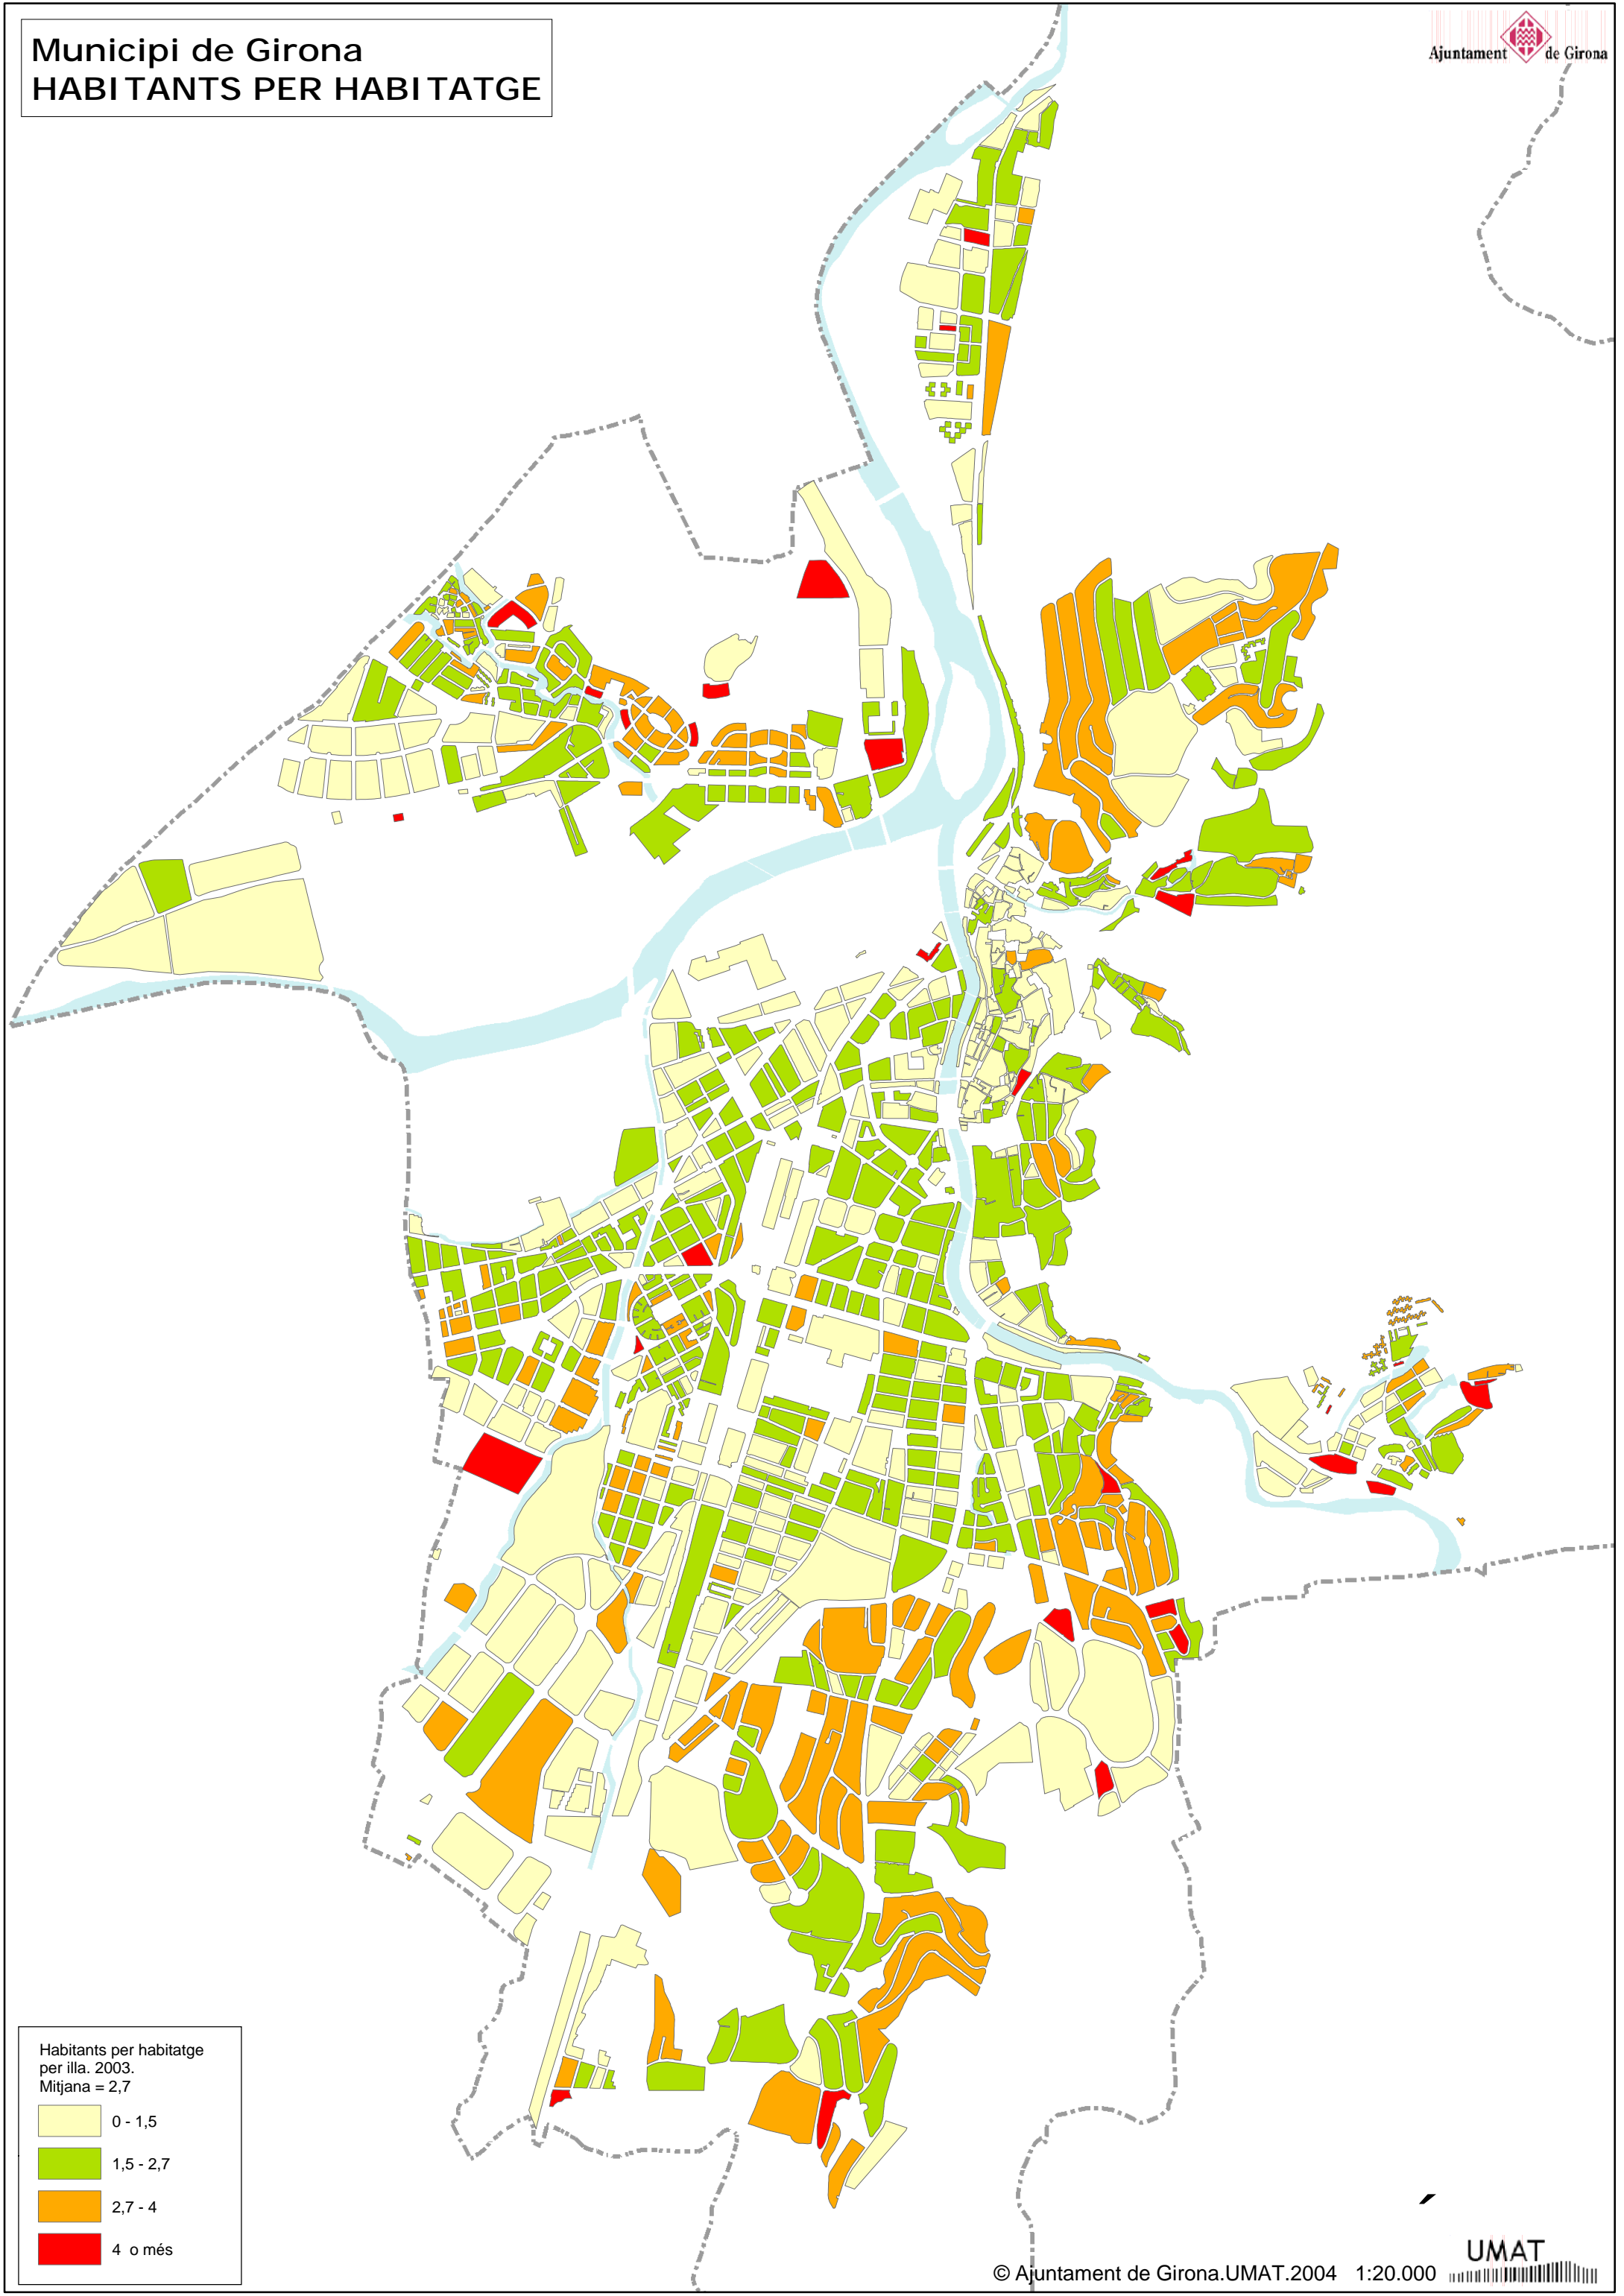 Municipi de Girona
HABITANTS PER HABITATGE
Ajuntament de Girona
Habitants per habitatge
per illa. 2003.
Mitjana = 2,7
0 - 1,5
1,5 - 2,7
2,7 - 4
4 o més
© Ajuntament de Girona.UMAT.2004 1:20.000
UMAT